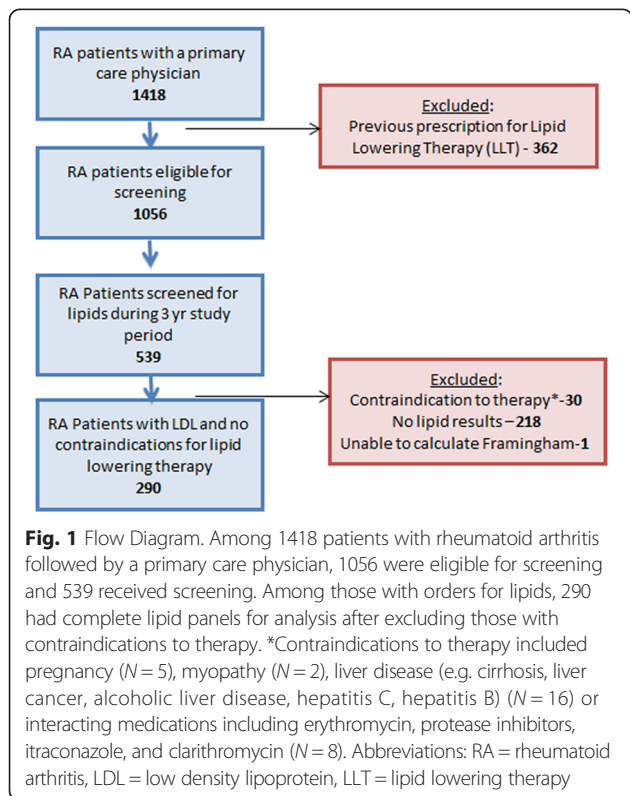 RA patients with a primary
care physician
1418
Excluded:
Previous prescription for Lipid
Lowering Therapy (LLT) - 362
RA patients eligible for
screening
1056
RA Patients screened for
lipids during 3 yr study
period
539
Excluded:
Contraindication to therapy*-30
No lipid results – 218
Unable to calculate Framingham-1
RA Patients with LDL and no
contraindications for lipid
lowering therapy
290
Fig. 1 Flow Diagram. Among 1418 patients with rheumatoid arthritis
followed by a primary care physician, 1056 were eligible for screening
and 539 received screening. Among those with orders for lipids, 290
had complete lipid panels for analysis after excluding those with
contraindications to therapy. *Contraindications to therapy included
pregnancy (N = 5), myopathy (N = 2), liver disease (e.g. cirrhosis, liver
cancer, alcoholic liver disease, hepatitis C, hepatitis B) (N = 16) or
interacting medications including erythromycin, protease inhibitors,
itraconazole, and clarithromycin (N = 8). Abbreviations: RA = rheumatoid
arthritis, LDL = low density lipoprotein, LLT = lipid lowering therapy